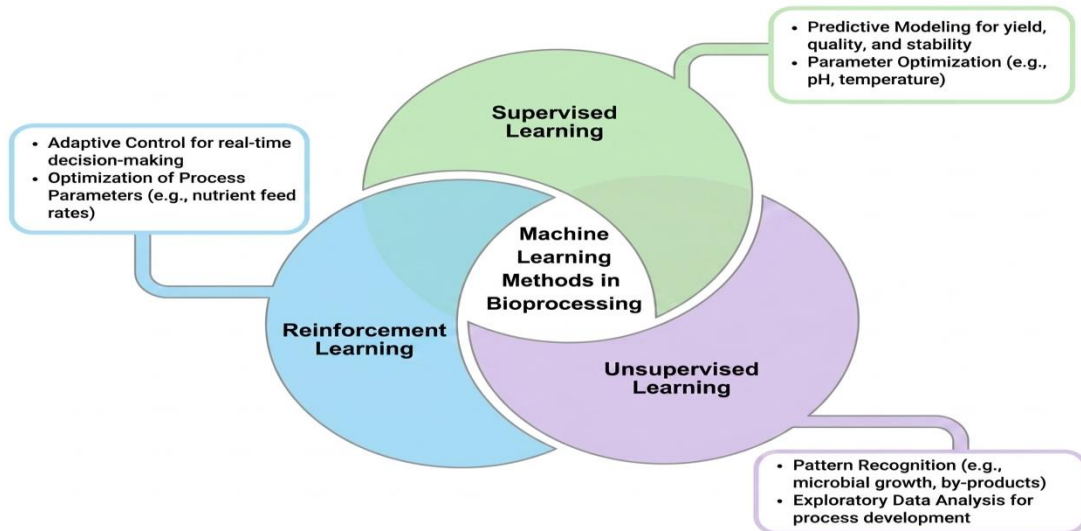 • Predictive Modeling for yield,
quality, and stability
• Parameter Optimization (e.g.,
pH, temperature)
Supervised
Learning
• Adaptive Control for real-time
decision-making
• Optimization of Process
Parameters (e.g., nutrient feed
rates)
Machine
Learning
Methods in
Bioprocessing
Reinforcement
Learning
Unsupervised
Learning
• Pattern Recognition (e.g.,
microbial growth, by-products)
• Exploratory Data Analysis for
process development